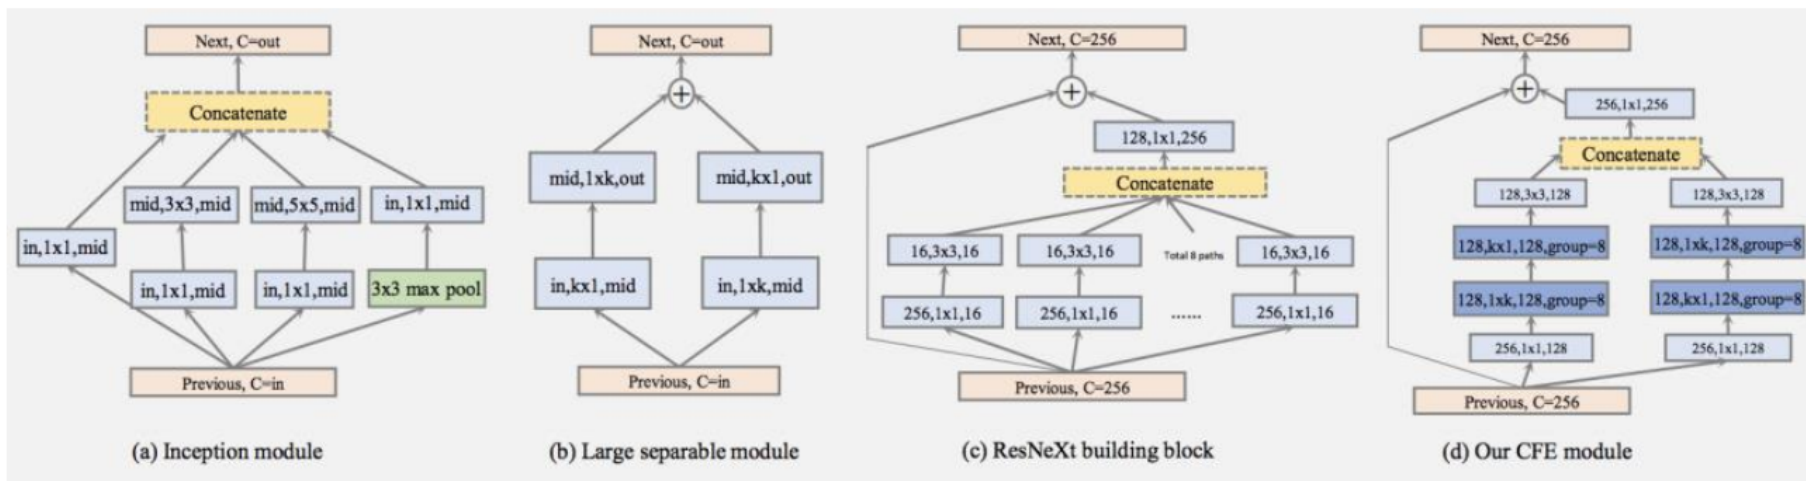 Next, C=out
Concatenate
mid,3x3,mid
mid,5x5,mid
in,1x1,mid
in,1x1,mid
in,1x1,mid
in,1x1,mid
3x3 max pool
Previous, C=in
(a) Inception module
Next, C=out
+
mid,1xk,out
mid,kx1,out
in,kx1,mid
in,1xk,mid
Previous, C=in
(b) Large separable module
Next, C=256
+
128,1x1,256
Concatenate
16,3x3,16
16,3x3,16
Total 8 paths
16,3x3,16
256,1x1,16
256,1x1,16
......
256,1x1,16
Previous, C=256
(c) ResNeXt building block
Next, C=256
+
256,1x1,256
Concatenate
128,3x3,128
128,3x3,128
128,kx1,128,group=8
128,1xk,128,group=8
128,1xk,128,group=8
128,kx1,128,group=8
256,1x1,128
256,1x1,128
Previous, C=256
(d) Our CFE module